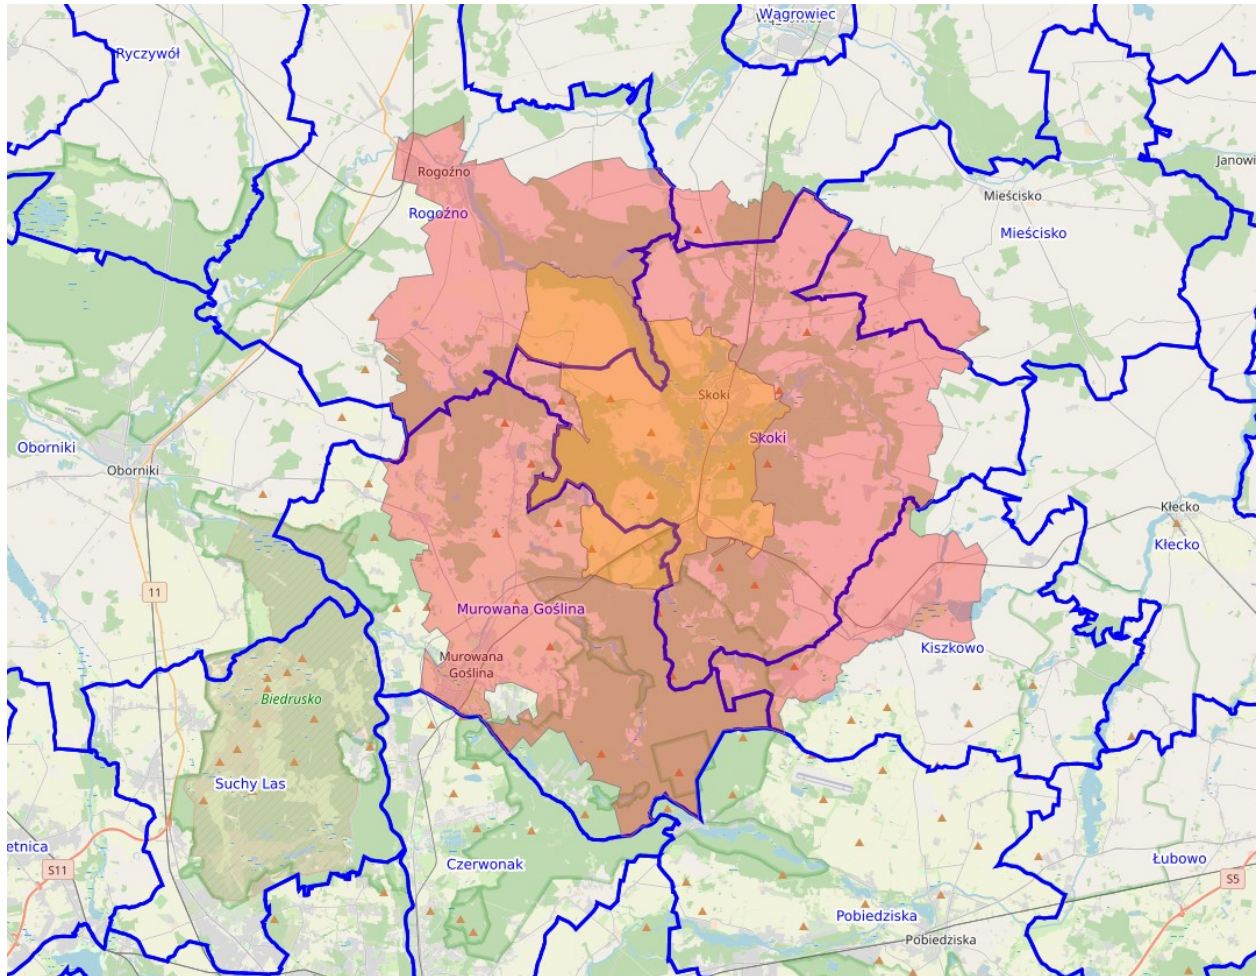 Wągrowiec
Ryczywół
Janowi
Rogoźno
Mieścisko
Rogoźno
Mieścisko
Skoki
Skoki
Oborniki
Oborniki
Kłecko
Kłecko
11
Murowana Goślina
Kiszkowo
Murowana
Goślina
Biedrusko
Suchy Las
etnica
Czerwonak
Łubowo
S11
S5
Pobiedziska
Pobiedziska